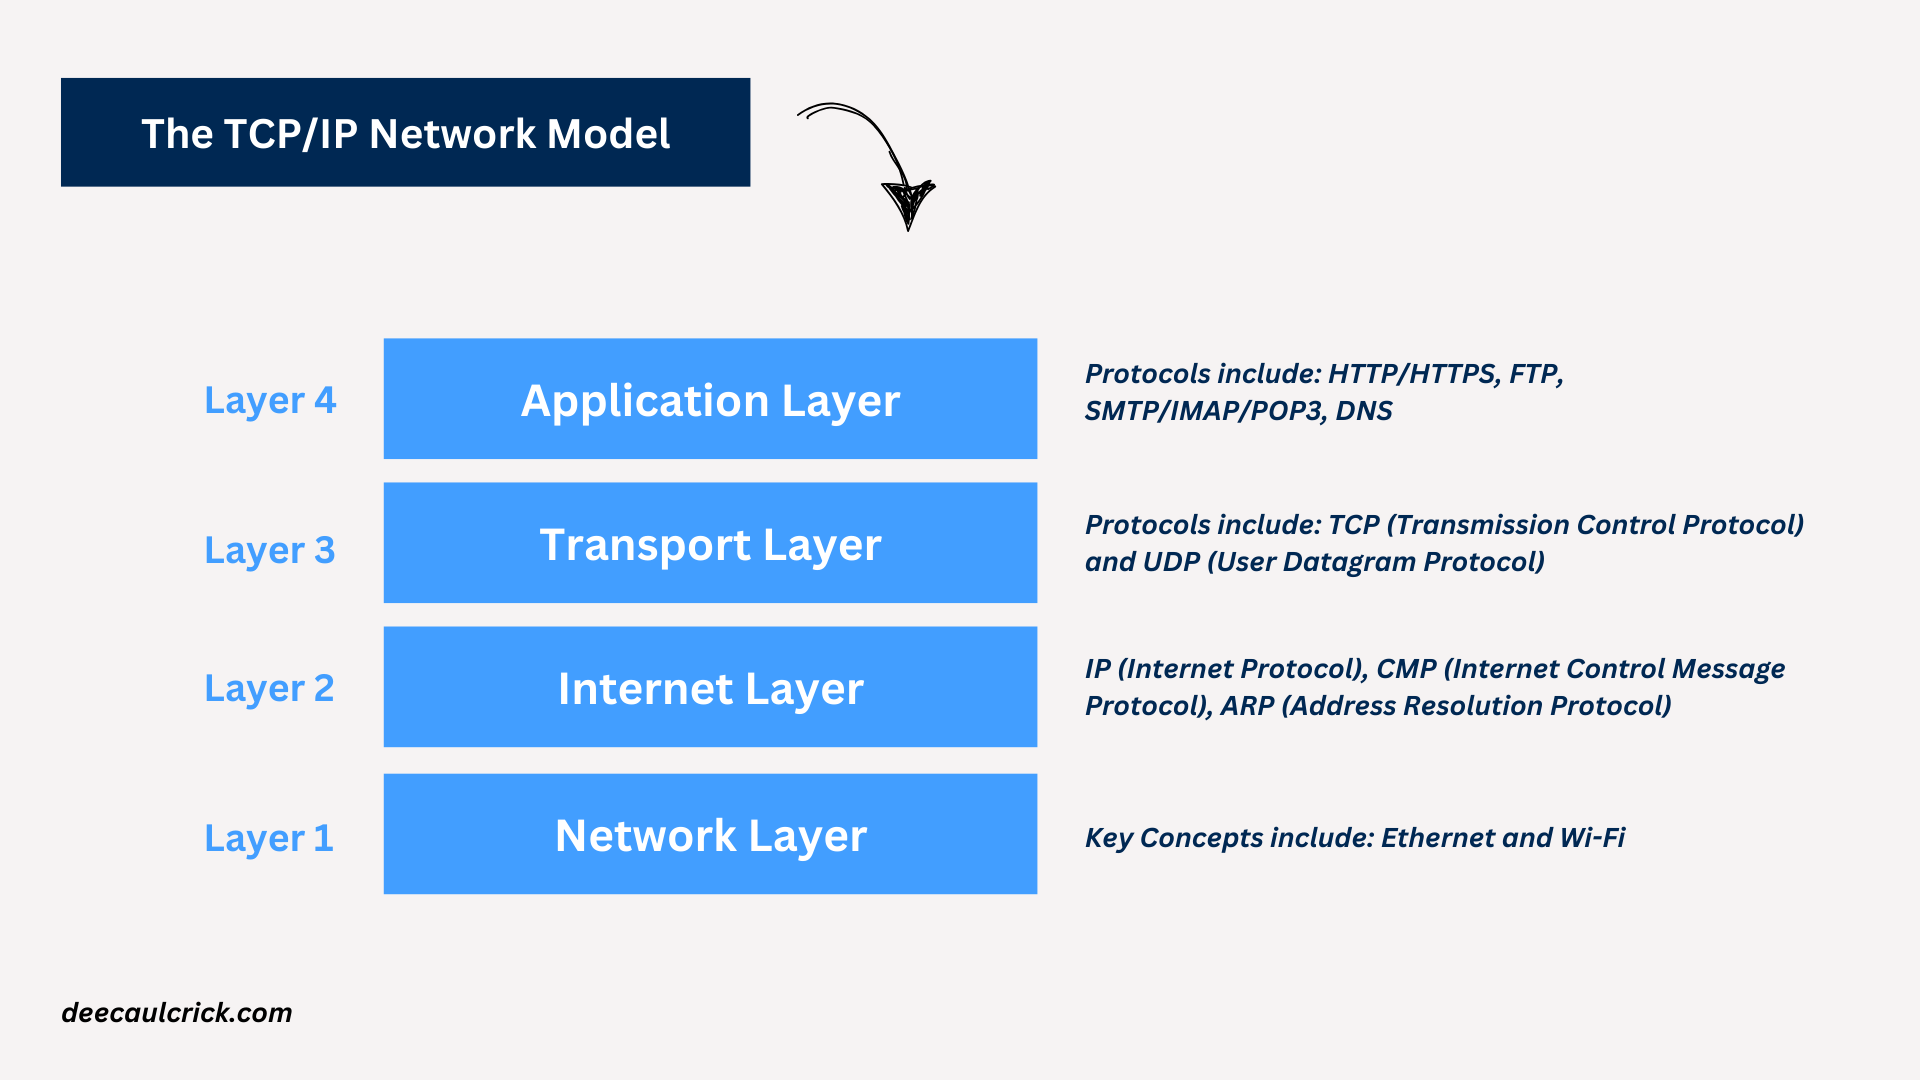 The TCP/IP Network Model
Layer 4
Application Layer
Protocols include: HTTP/HTTPS, FTP,
SMTP/IMAP/POP3, DNS
Layer 3
Transport Layer
Protocols include: TCP (Transmission Control Protocol)
and UDP (User Datagram Protocol)
Layer 2
Internet Layer
IP (Internet Protocol), CMP (Internet Control Message
Protocol), ARP (Address Resolution Protocol)
Layer 1
Network Layer
Key Concepts include: Ethernet and Wi-Fi
deecaulcrick.com